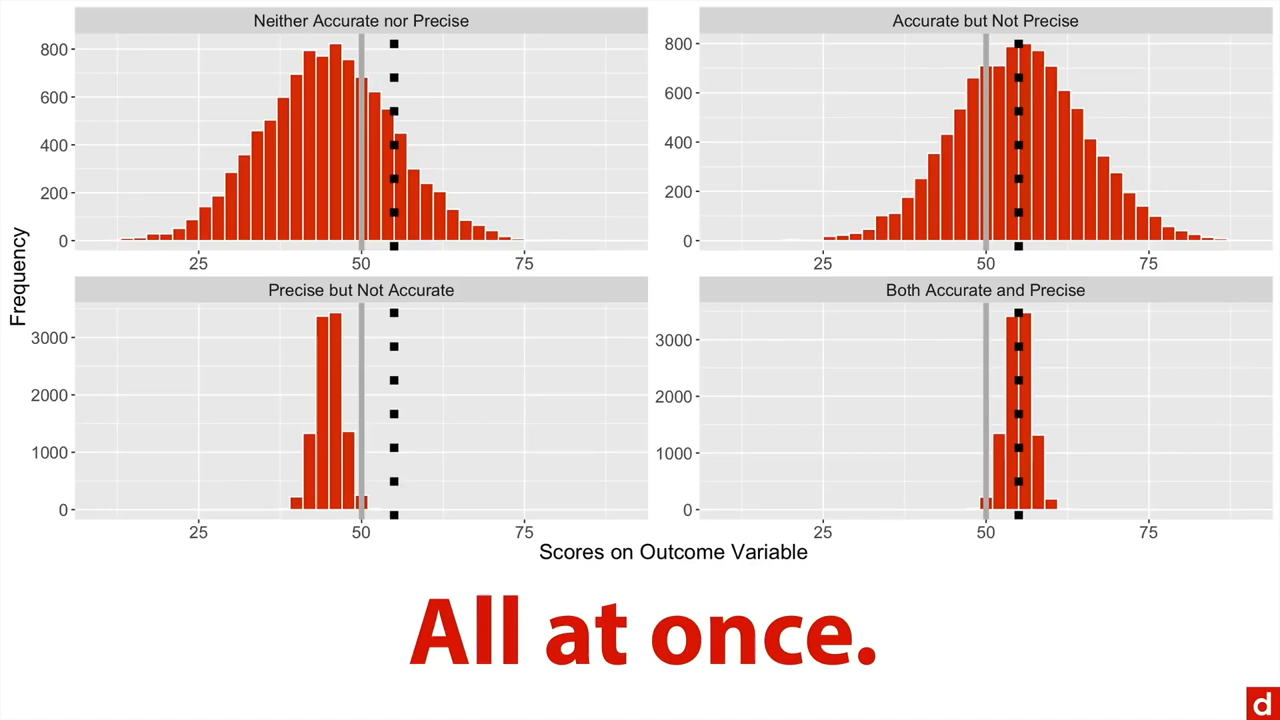 Neither Accurate nor Precise
Accurate but Not Precise
800
600
400
200
0
25 50 75
800
600
400
200
0
25 50 75
Frequency
Precise but Not Accurate
Both Accurate and Precise
3000
2000
1000
0
25 50 75
3000
2000
1000
0
25 50 75
Scores on Outcome Variable
All at once.
d